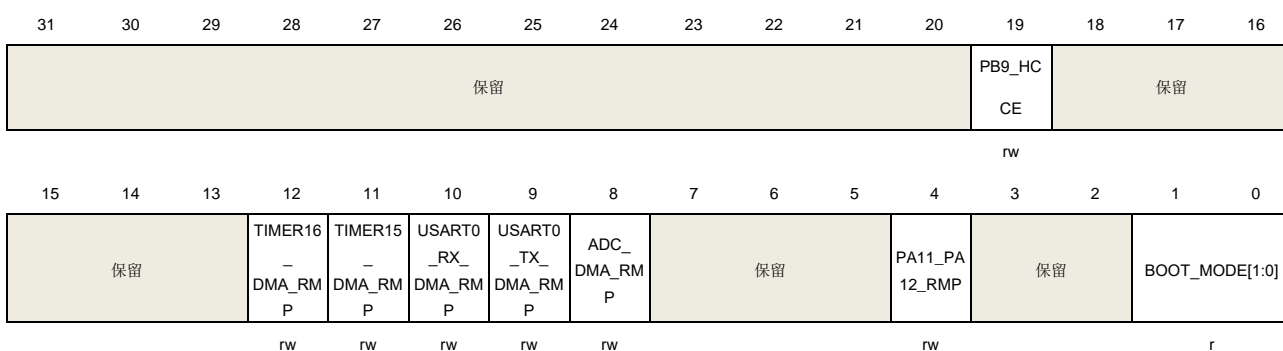 31 30 29 28 27 26 25 24 23 22 21 20 19 18 17 16
保留 PB9_HC
CE 保留
rw
15 14 13 12 11 10 9 8 7 6 5 4 3 2 1 0
保留 TIMER16
_
DMA_RM
P TIMER15
_
DMA_RM
P USART0
_RX_
DMA_RM
P USART0
_TX_
DMA_RM
P ADC_
DMA_RM
P 保留 PA11_PA
12_RMP 保留 BOOT_MODE[1:0]
rw rw rw rw rw rw r